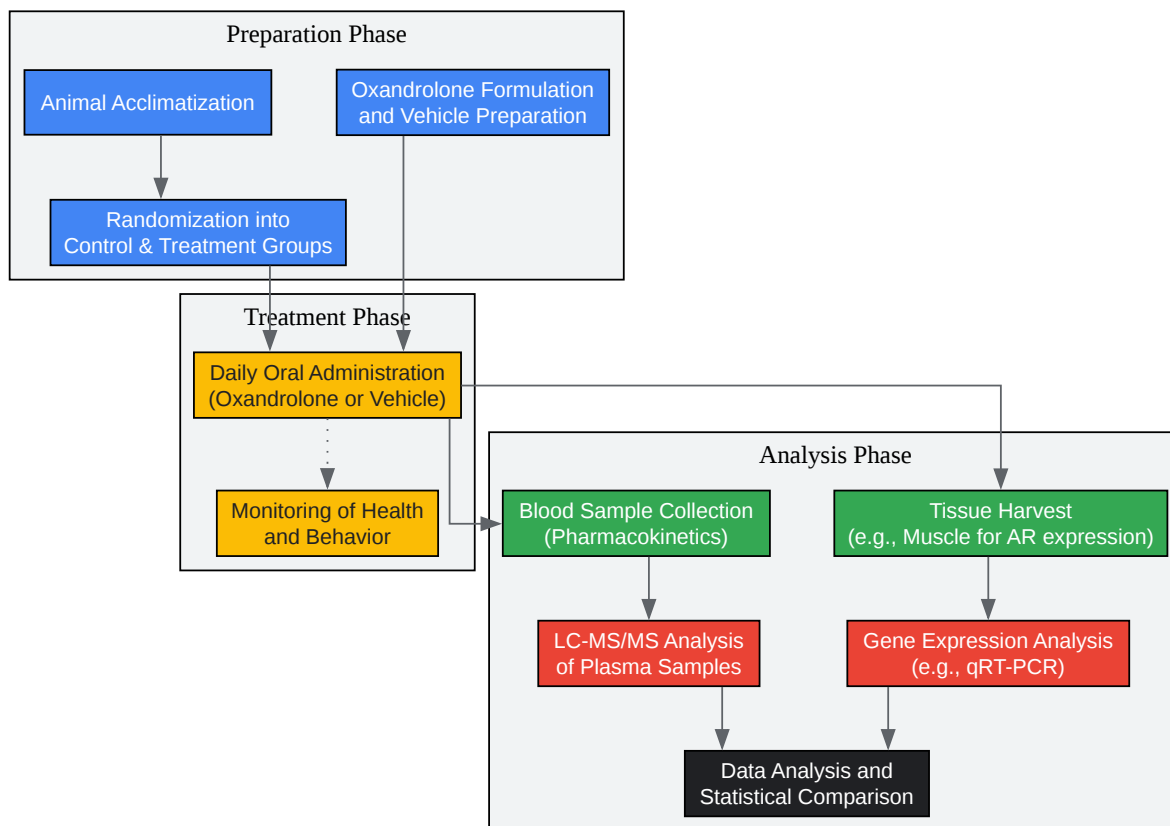 Preparation Phase
Animal Acclimatization
Oxandrolone Formulation
and Vehicle Preparation
Randomization into
Control & Treatment Groups
Treatment Phase
Daily Oral Administration
(Oxandrolone or Vehicle)
Monitoring of Health
and Behavior
Analysis Phase
Blood Sample Collection
(Pharmacokinetics)
Tissue Harvest
(e.g., Muscle for AR expression)
LC-MS/MS Analysis
of Plasma Samples
Gene Expression Analysis
(e.g., qRT-PCR)
Data Analysis and
Statistical Comparison